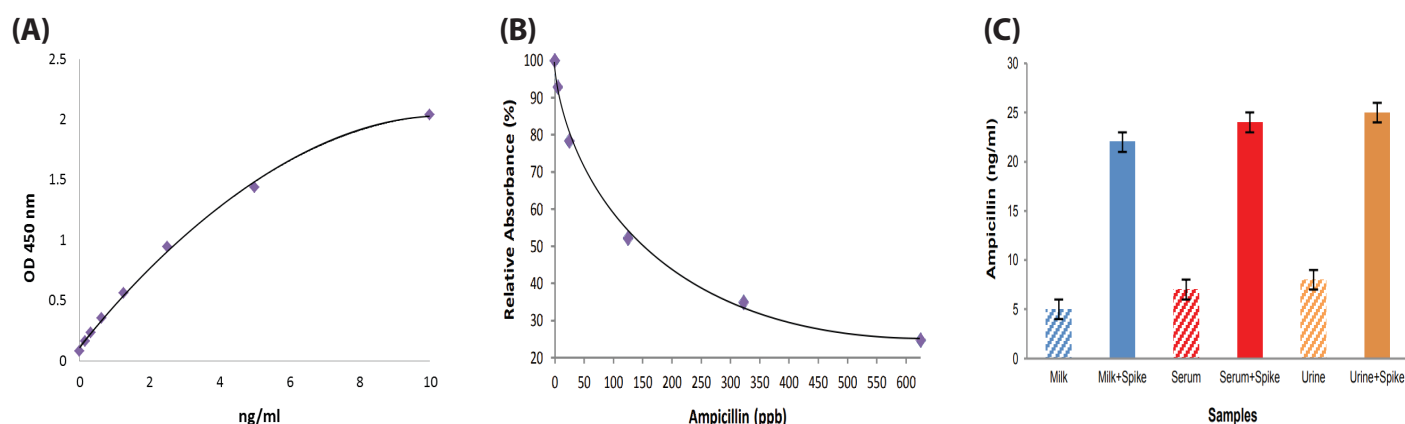 (A)
2.5
2
1.5
1
0.5
0
OD 450 nm
0 2 4 6 8 10
ng/ml
(B)
100
90
80
70
60
50
40
30
20
Relative Absorbance (%)
0 50 100 150 200 250 300 350 400 450 500 550 600
Ampicillin (ppb)
(C)
30
25
20
15
10
5
0
Ampicillin (ng/ml)
Milk Milk+Spike Serum Serum+Spike Urine Urine+Spike
Samples